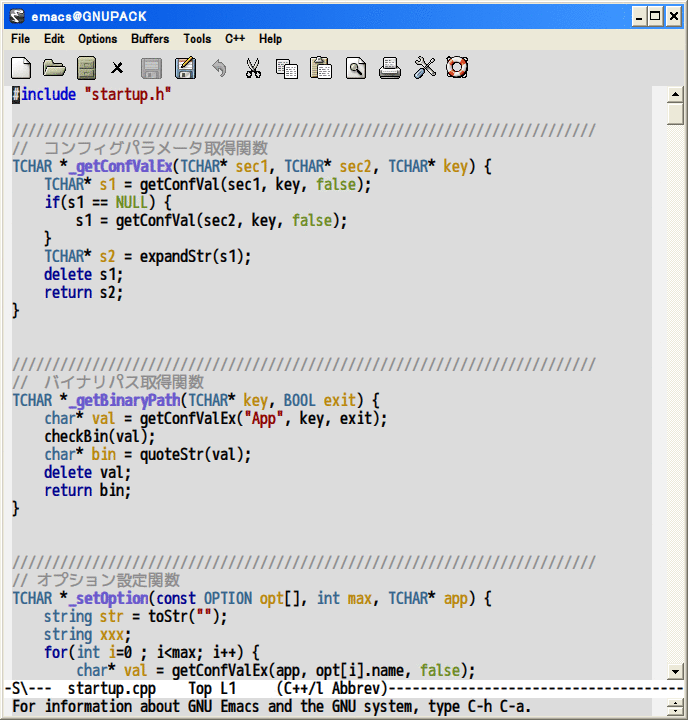 emacs@GNUPACK
File Edit Options Buffers Tools C++ Help
#include "startup.h"
//////////////////////////////////////////////////////////////////////////
//  コンフィグパラメータ取得関数
TCHAR *_getConfValEx(TCHAR* sec1, TCHAR* sec2, TCHAR* key) {
    TCHAR* s1 = getConfVal(sec1, key, false);
    if(s1 == NULL) {
        s1 = getConfVal(sec2, key, false);
    }
    TCHAR* s2 = expandStr(s1);
    delete s1;
    return s2;
}
//////////////////////////////////////////////////////////////////////////
//  バイナリパス取得関数
TCHAR *_getBinaryPath(TCHAR* key, BOOL exit) {
    char* val = getConfValEx("App", key, exit);
    checkBin(val);
    char* bin = quoteStr(val);
    delete val;
    return bin;
}
//////////////////////////////////////////////////////////////////////////
// オプション設定関数
TCHAR *_setOption(const OPTION opt[], int max, TCHAR* app) {
    string str = toStr("");
    string xxx;
    for(int i=0 ; i<max; i++) {
        char* val = getConfValEx(app, opt[i].name, false);
-S\---  startup.cpp    Top L1     (C++/l Abbrev)-------------------------------------
For information about GNU Emacs and the GNU system, type C-h C-a.